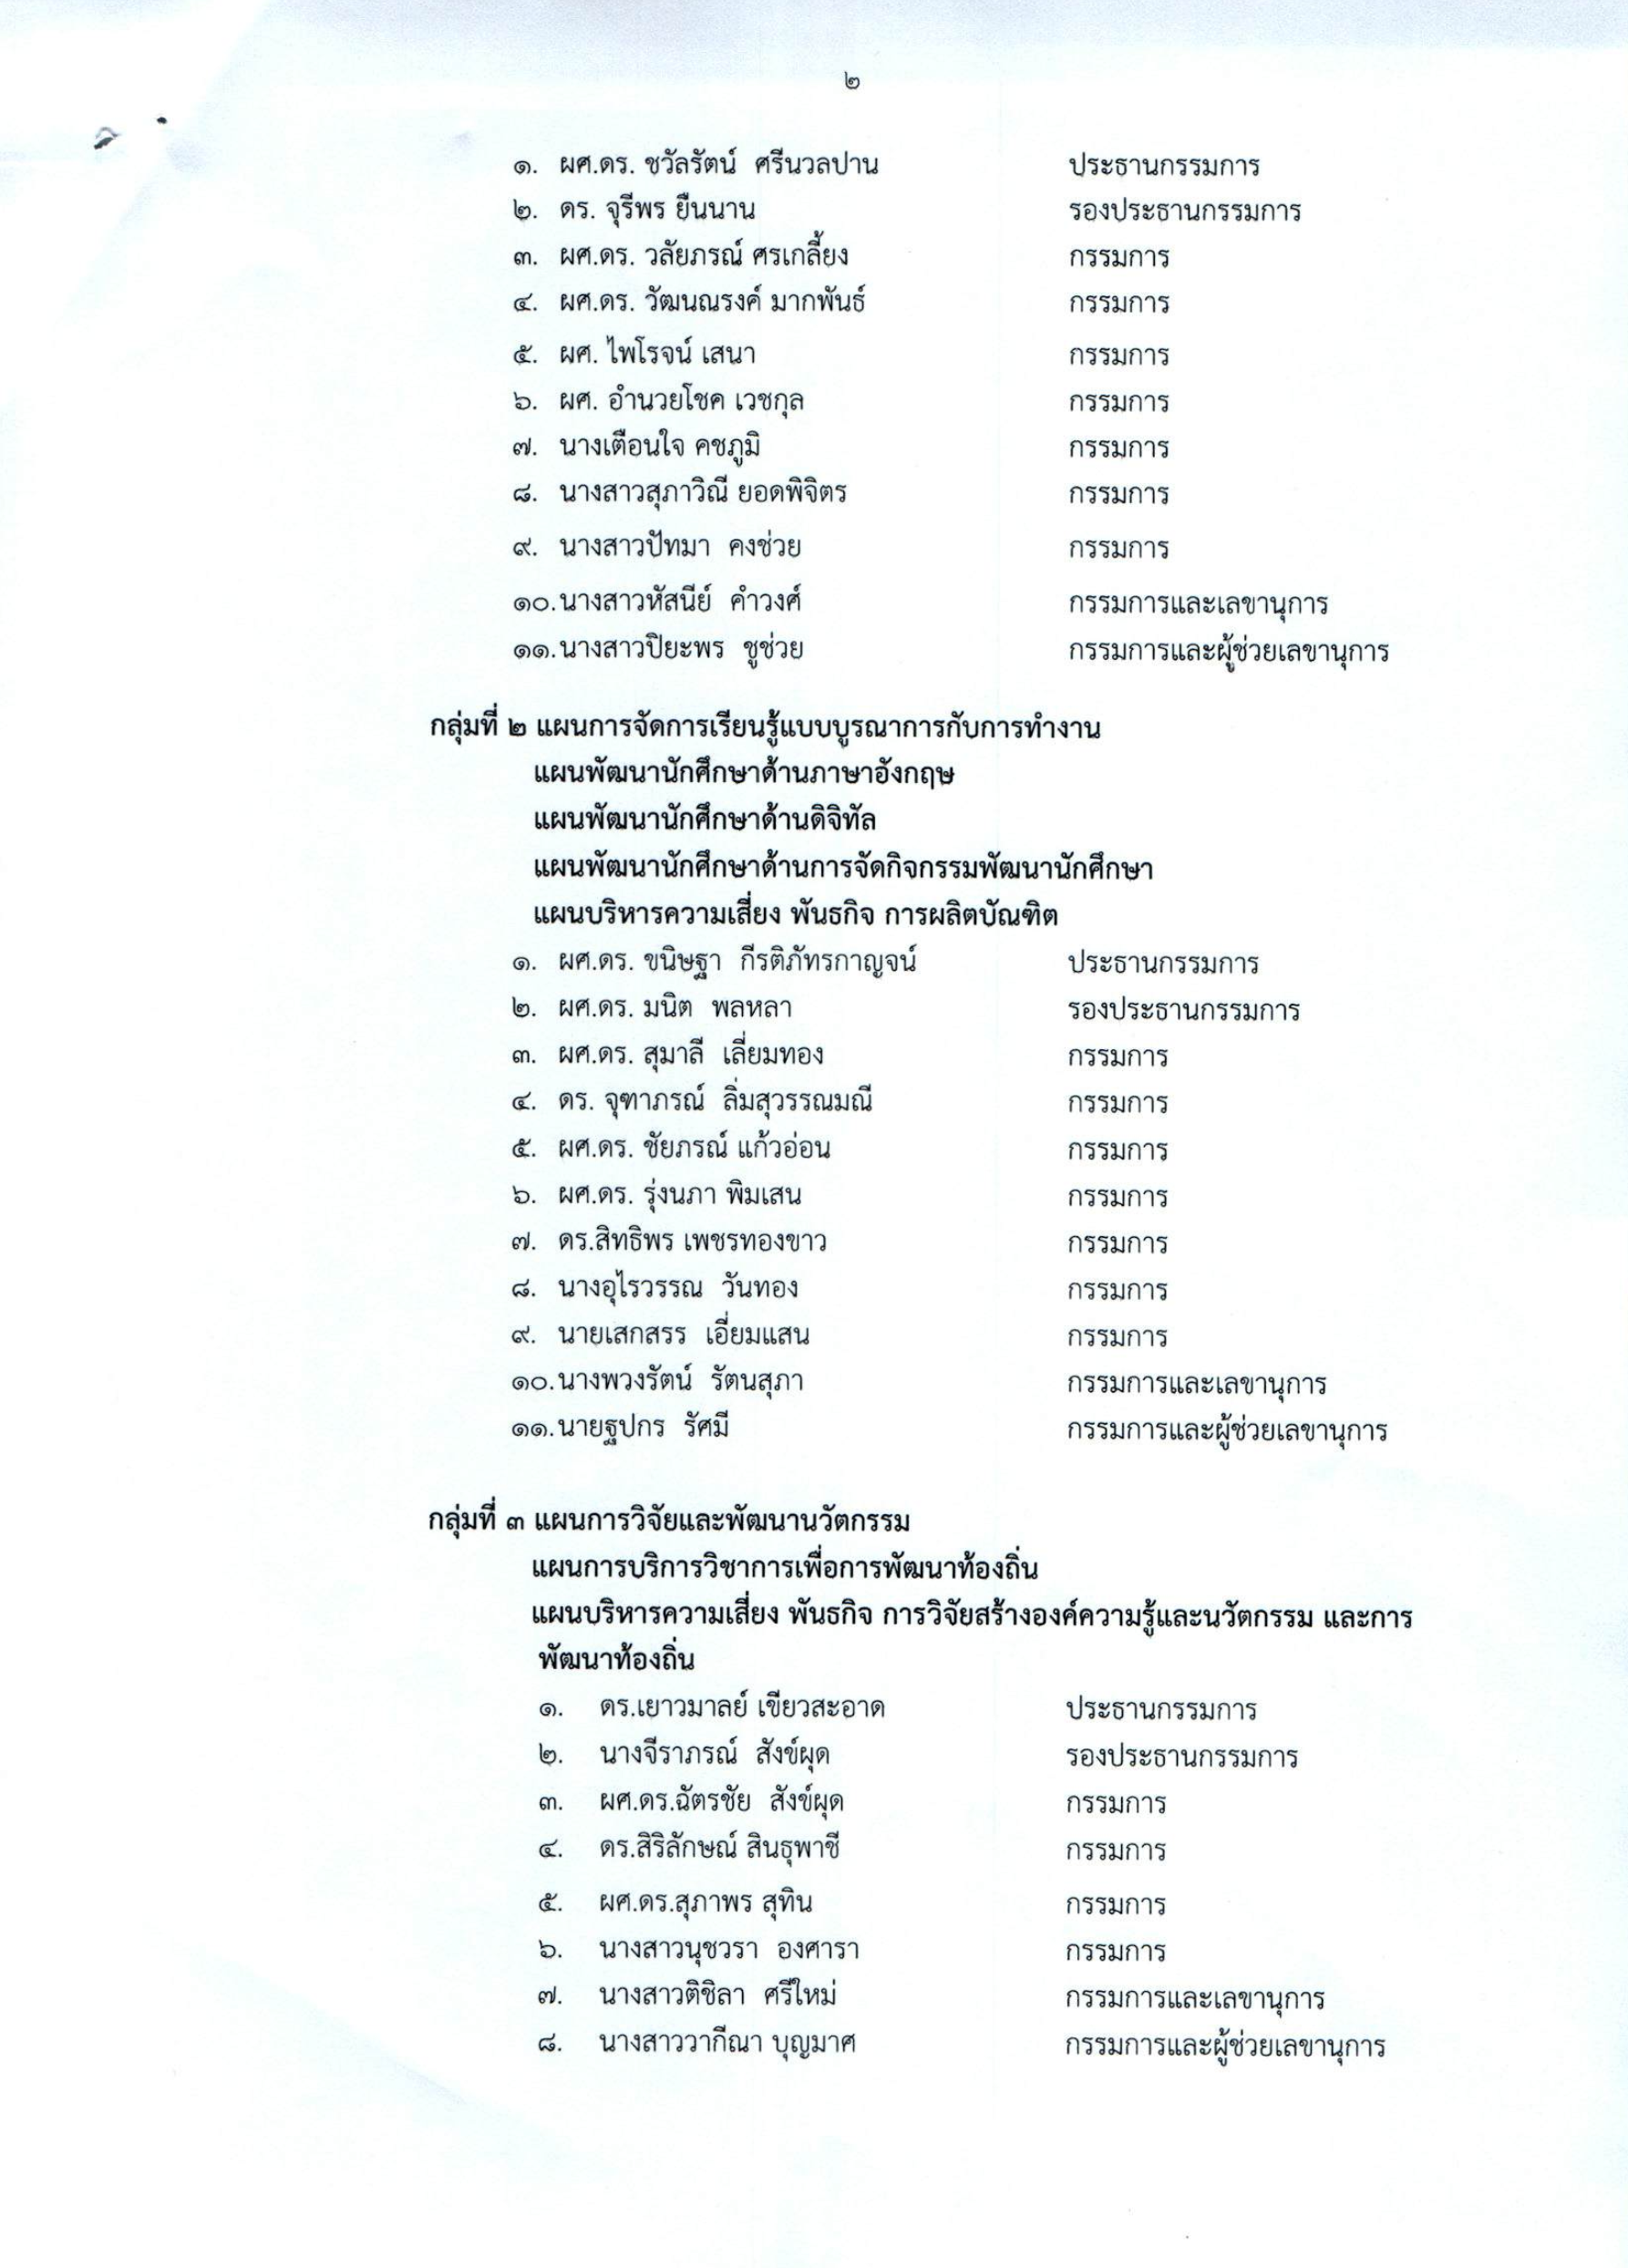 ๒
๑. ผศ.ดร. ชวัลรัตน์ ศรีนวลปาน ประธานกรรมการ
๒. ดร. จุรีพร ยืนนาน รองประธานกรรมการ
๓. ผศ.ดร. วลัยภรณ์ ศรเกลี้ยง กรรมการ
๔. ผศ.ดร. วัฒนณรงค์ มากพันธ์ กรรมการ
๕. ผศ. ไพโรจน์ เสนา กรรมการ
๖. ผศ. อำนวยโชค เวชกุล กรรมการ
๗. นางเตือนใจ คชภูมิ กรรมการ
๘. นางสาวสุภาวิณี ยอดพิจิตร กรรมการ
๙. นางสาวปัทมา คงช่วย กรรมการ
๑๐.นางสาวหัสนีย์ คำวงศ์ กรรมการและเลขานุการ
๑๑.นางสาวปิยะพร ชูช่วย กรรมการและผู้ช่วยเลขานุการ
กลุ่มที่ ๒ แผนการจัดการเรียนรู้แบบบูรณาการกับการทำงาน
แผนพัฒนานักศึกษาด้านภาษาอังกฤษ
แผนพัฒนานักศึกษาด้านดิจิทัล
แผนพัฒนานักศึกษาด้านการจัดกิจกรรมพัฒนานักศึกษา
แผนบริหารความเสี่ยง พันธกิจ การผลิตบัณฑิต
๑. ผศ.ดร. ขนิษฐา กีรติภัทรกาญจน์ ประธานกรรมการ
๒. ผศ.ดร. มนิต พลหลา รองประธานกรรมการ
๓. ผศ.ดร. สุมาลี เลี่ยมทอง กรรมการ
๔. ดร. จุฑาภรณ์ ลิ่มสุวรรณมณี กรรมการ
๕. ผศ.ดร. ชัยภรณ์ แก้วอ่อน กรรมการ
๖. ผศ.ดร. รุ่งนภา พิมเสน กรรมการ
๗. ดร.สิทธิพร เพชรทองขาว กรรมการ
๘. นางอุไรวรรณ วันทอง กรรมการ
๙. นายเสกสรร เอี่ยมแสน กรรมการ
๑๐.นางพวงรัตน์ รัตนสุภา กรรมการและเลขานุการ
๑๑.นายฐปกร รัศมี กรรมการและผู้ช่วยเลขานุการ
กลุ่มที่ ๓ แผนการวิจัยและพัฒนานวัตกรรม
แผนการบริการวิชาการเพื่อการพัฒนาท้องถิ่น
แผนบริหารความเสี่ยง พันธกิจ การวิจัยสร้างองค์ความรู้และนวัตกรรม และการ
พัฒนาท้องถิ่น
๑. ดร.เยาวมาลย์ เขียวสะอาด ประธานกรรมการ
๒. นางจีราภรณ์ สังข์ผุด รองประธานกรรมการ
๓. ผศ.ดร.ฉัตรชัย สังข์ผุด กรรมการ
๔. ดร.สิริลักษณ์ สินธุพาชี กรรมการ
๕. ผศ.ดร.สุภาพร สุทิน กรรมการ
๖. นางสาวนุชวรา องศารา กรรมการ
๗. นางสาวติชิลา ศรีใหม่ กรรมการและเลขานุการ
๘. นางสาววากีณา บุญมาศ กรรมการและผู้ช่วยเลขานุการ